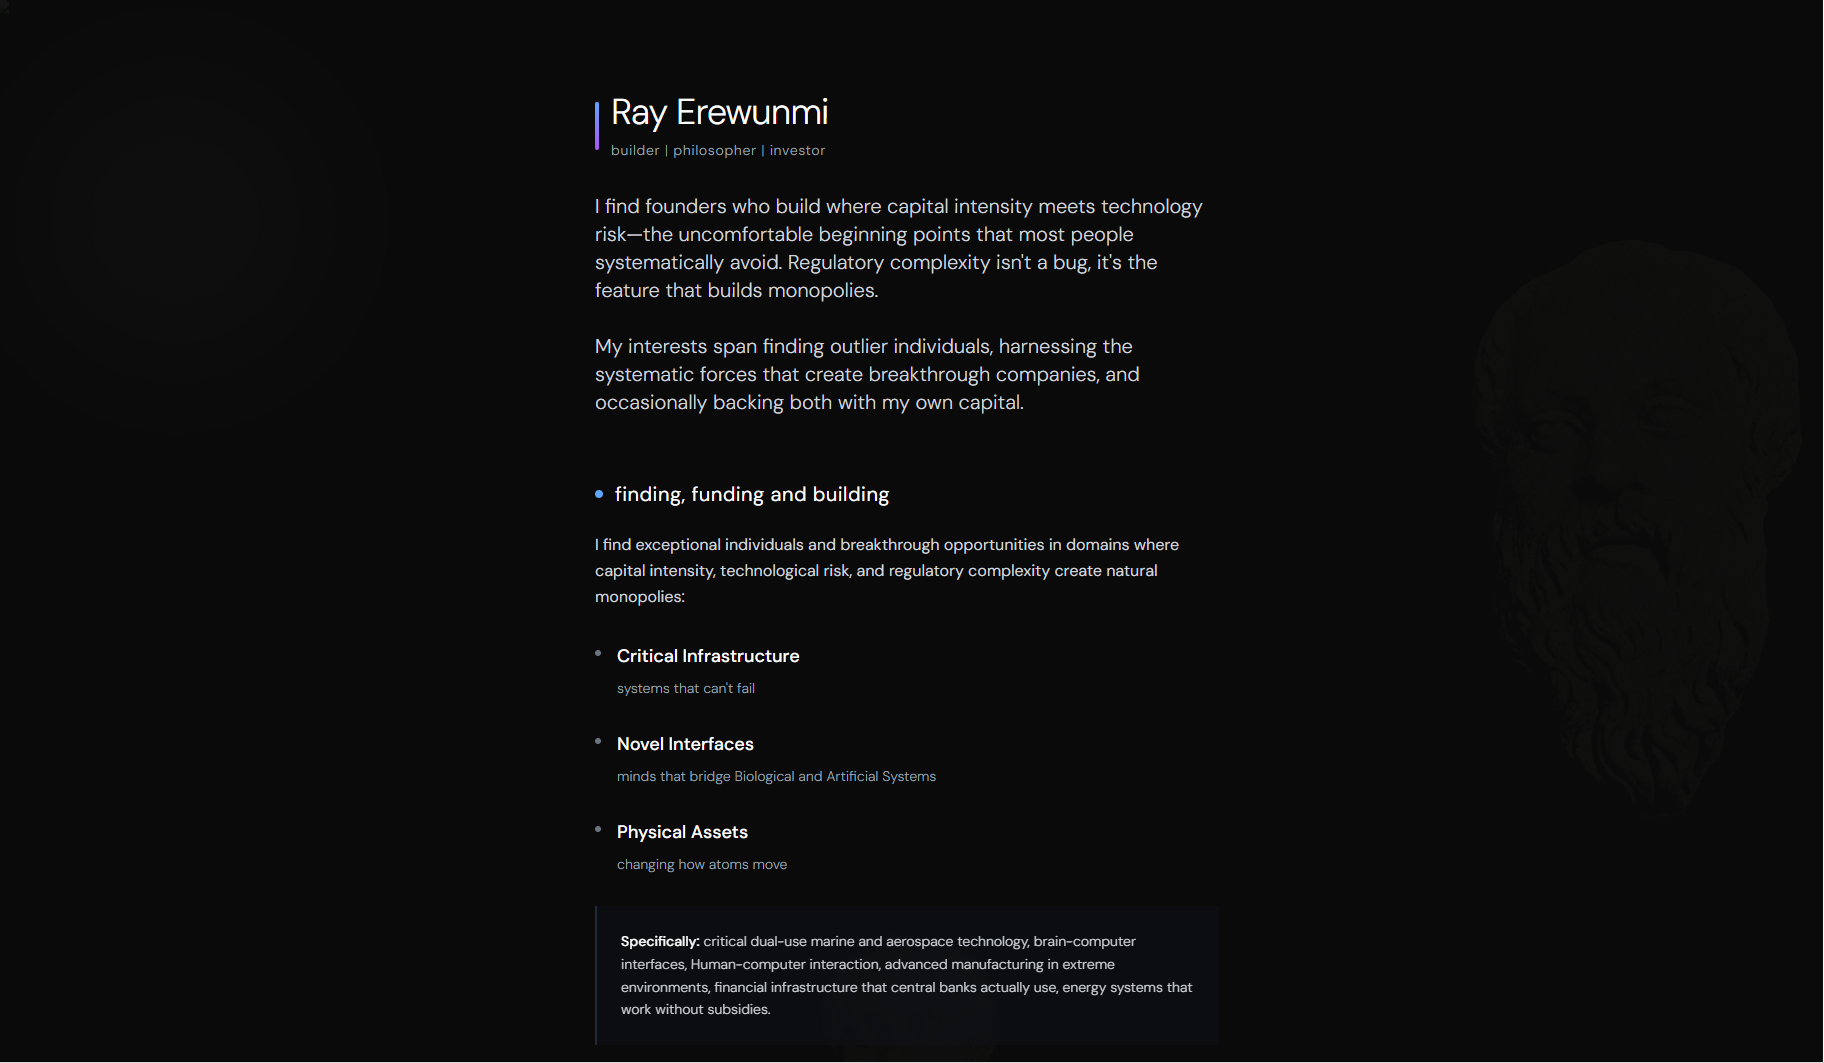 Ray Erewunmi
builder | philosopher | investor
I find founders who build where capital intensity meets technology
risk—the uncomfortable beginning points that most people
systematically avoid. Regulatory complexity isn't a bug, it's the
feature that builds monopolies.
My interests span finding outlier individuals, harnessing the
systematic forces that create breakthrough companies, and
occasionally backing both with my own capital.
finding, funding and building
I find exceptional individuals and breakthrough opportunities in domains where
capital intensity, technological risk, and regulatory complexity create natural
monopolies:
Critical Infrastructure
systems that can't fail
Novel Interfaces
minds that bridge Biological and Artificial Systems
Physical Assets
changing how atoms move
Specifically: critical dual-use marine and aerospace technology, brain-computer
interfaces, Human-computer interaction, advanced manufacturing in extreme
environments, financial infrastructure that central banks actually use, energy systems that
work without subsidies.